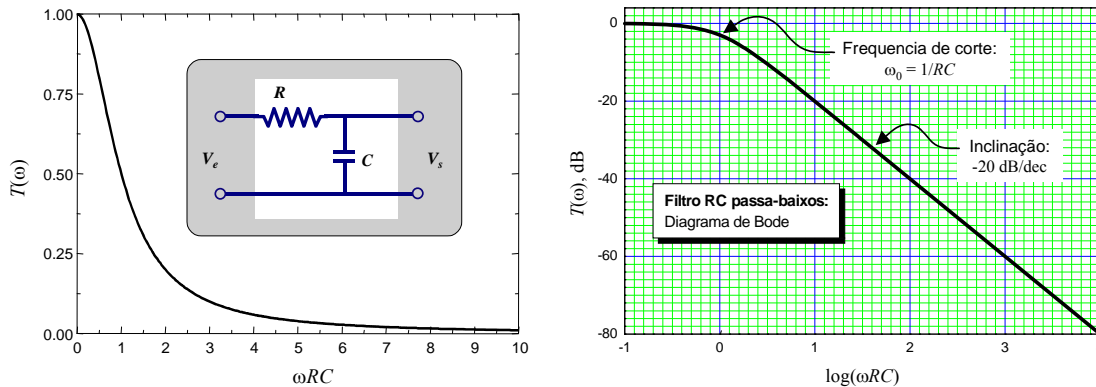 1.00
0.75
0.50
0.25
0.00
T(ω)
0 1 2 3 4 5 6 7 8 9 10
ωRC
R
C
V_e
V_s
0
-20
-40
-60
-80
T(ω), dB
-1 0 1 2 3
log(ωRC)
Frequencia de corte:
ω₀ = 1/RC
Inclinação:
-20 dB/dec
Filtro RC passa-baixos:
Diagrama de Bode